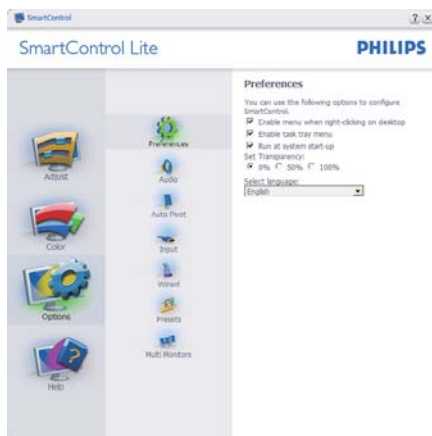 SmartControl
? x
SmartControl Lite
PHILIPS
Adjust
Color
Options
Help
Preferences
Audio
Auto Pivot
Input
Wizard
Presets
Multi Monitors
Preferences
You can use the following options to configure
SmartControl.
Enable menu when right-clicking on desktop
Enable task tray menu
Run at system start-up
Set Transparency:
0% 50% 100%
Select language:
English